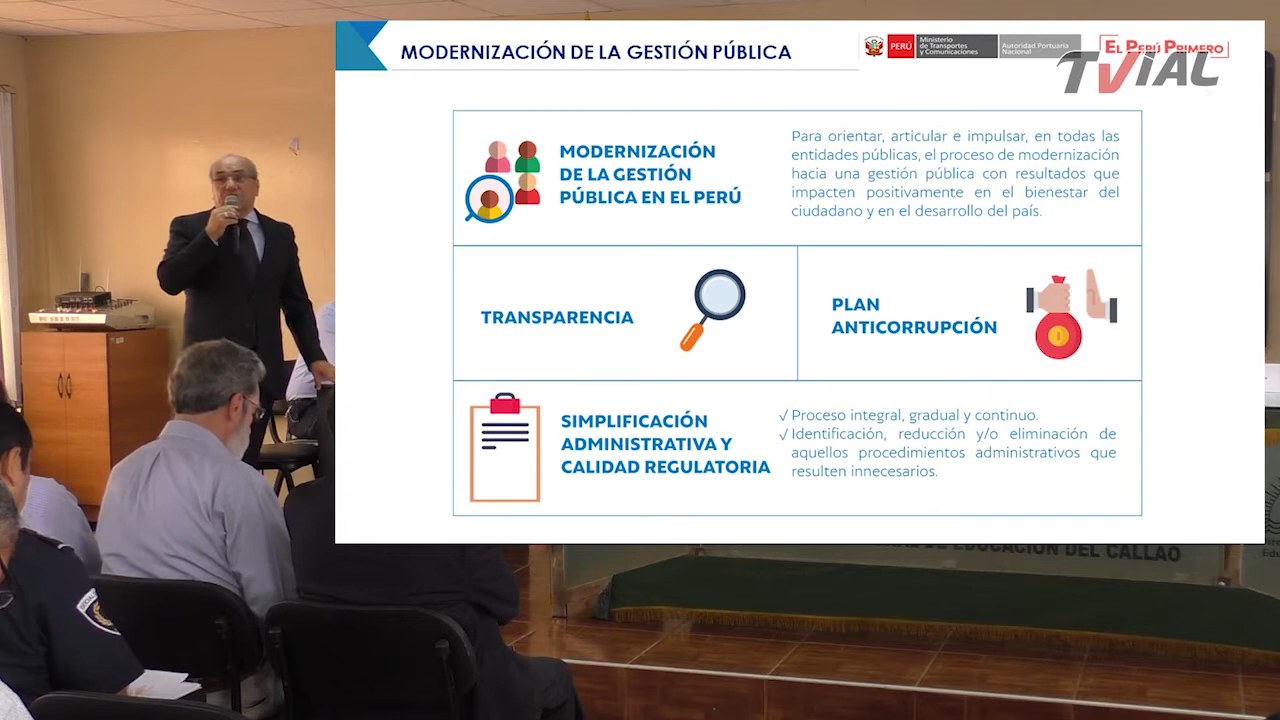 MODERNIZACIÓN DE LA GESTIÓN PÚBLICA
PERÚ
Ministerio
de Transportes
y Comunicaciones
Autoridad Portuaria
Nacional
EL PERÚ PRIMERO
TVIAL
MODERNIZACIÓN
DE LA GESTIÓN
PÚBLICA EN EL PERÚ
Para orientar, articular e impulsar, en todas las
entidades públicas, el proceso de modernización
hacia una gestión pública con resultados que
impacten positivamente en el bienestar del
ciudadano y en el desarrollo del país.
TRANSPARENCIA
PLAN
ANTICORRUPCIÓN
SIMPLIFICACIÓN
ADMINISTRATIVA Y
CALIDAD REGULATORIA
√ Proceso integral, gradual y continuo.
√ Identificación, reducción y/o eliminación de
aquellos procedimientos administrativos que
resulten innecesarios.
DE EDUCACIÓN DEL CALLAO